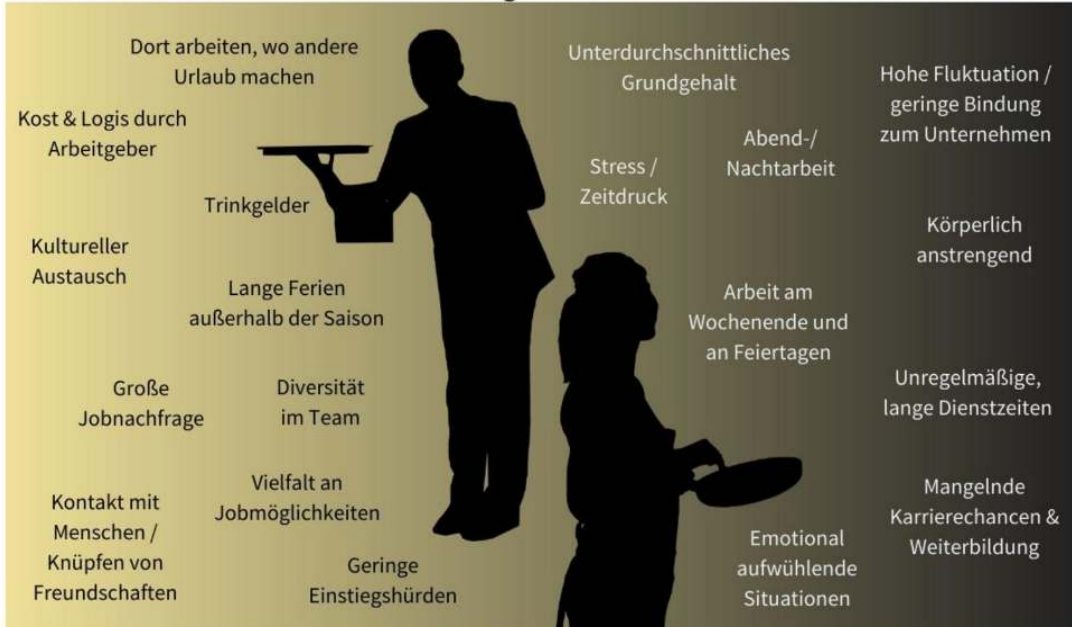 Dort arbeiten, wo andere
Urlaub machen
Kost & Logis durch
Arbeitgeber
Trinkgelder
Kultureller
Austausch
Lange Ferien
außerhalb der Saison
Große
Jobnachfrage
Diversität
im Team
Vielfalt an
Jobmöglichkeiten
Kontakt mit
Menschen /
Knüpfen von
Freundschaften
Geringe
Einstiegshürden
Unterdurchschnittliches
Grundgehalt
Hohe Fluktuation /
geringe Bindung
zum Unternehmen
Abend-/
Nachtarbeit
Stress /
Zeitdruck
Körperlich
anstrengend
Arbeit am
Wochenende und
an Feiertagen
Unregelmäßige,
lange Dienstzeiten
Mangelnde
Karrierechancen &
Weiterbildung
Emotional
aufwühlende
Situationen